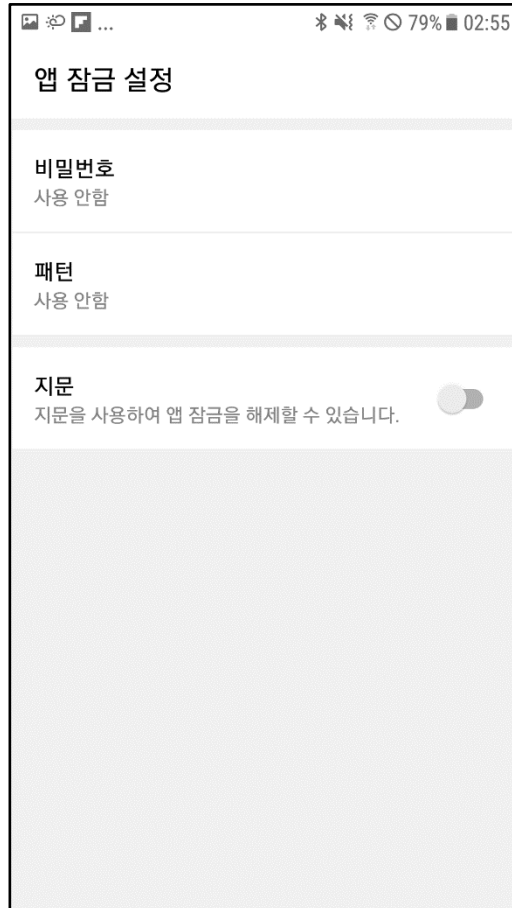 ... 79% 02:55
앱 잠금 설정
비밀번호
사용 안함
패턴
사용 안함
지문
지문을 사용하여 앱 잠금을 해제할 수 있습니다.